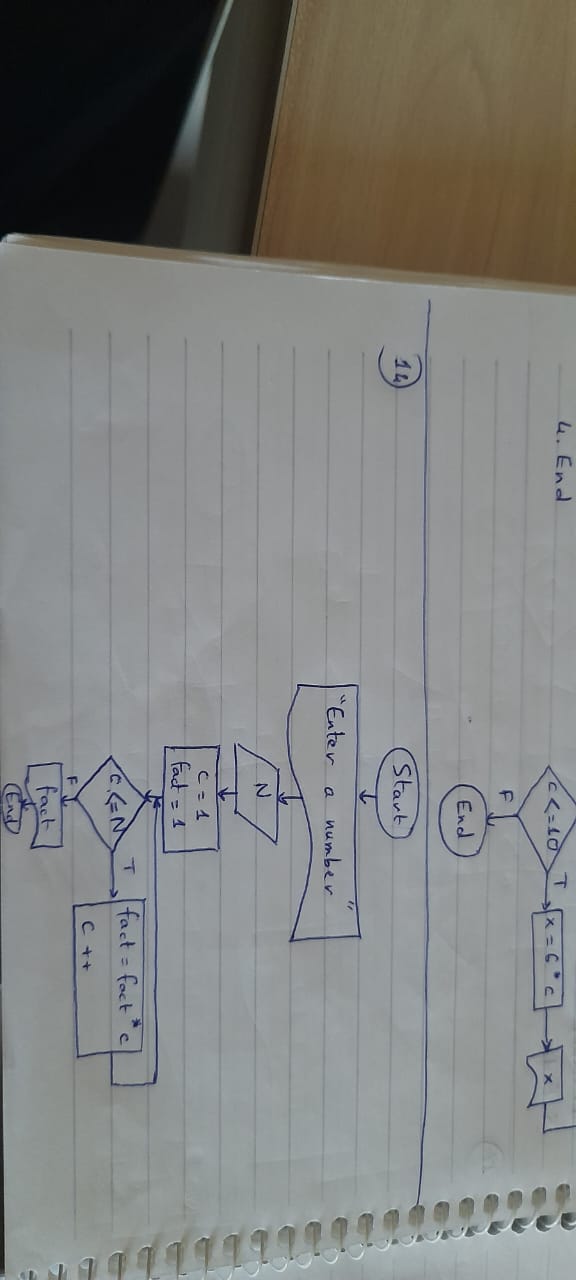 4. End
c <= 10
T
x = 6 * c
x
F
End
14
Start
"Enter a number"
N
c = 1
fact = 1
c <= N
T
fact = fact * c
c ++
F
fact
End